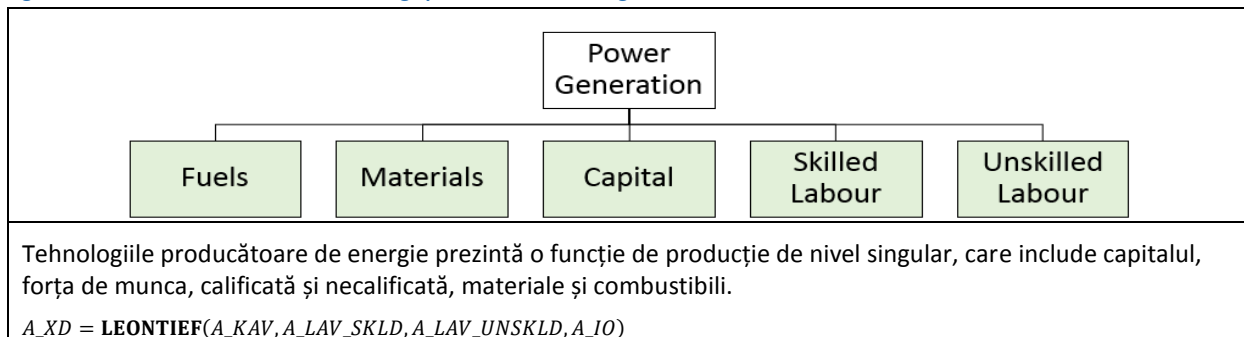 Power
Generation
Fuels
Materials
Capital
Skilled
Labour
Unskilled
Labour
Tehnologiile producătoare de energie prezintă o funcție de producție de nivel singular, care include capitalul,
forța de munca, calificată și necalificată, materiale și combustibili.
A_XD = LEONTIEF(A_KAV, A_LAV_SKLD, A_LAV_UNSKLD, A_IO)